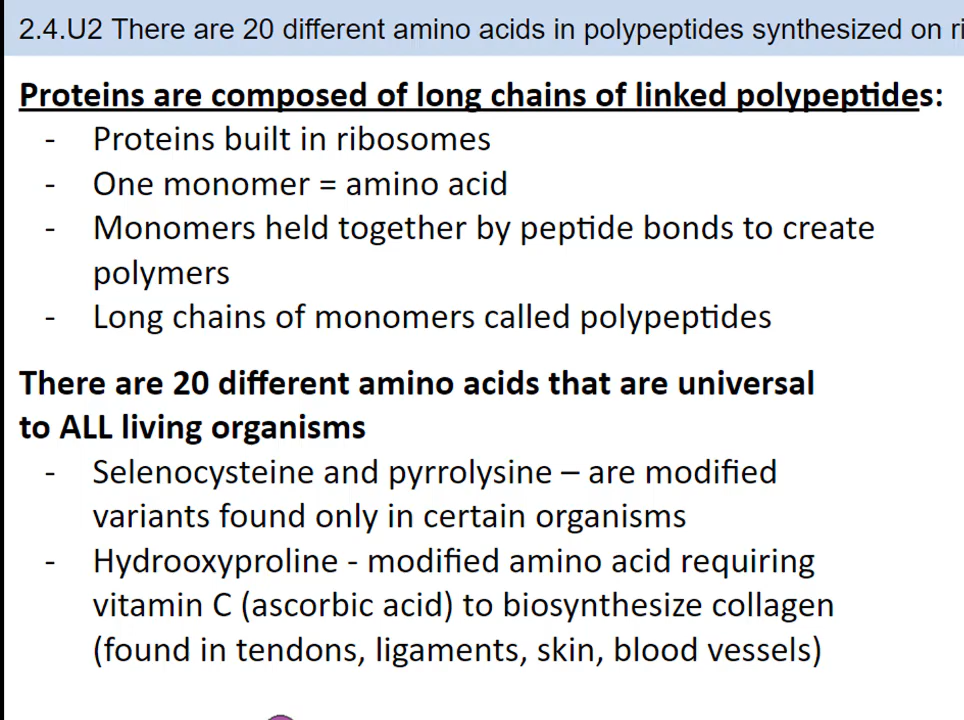 2.4.U2 There are 20 different amino acids in polypeptides synthesized on
Proteins are composed of long chains of linked polypeptides:
- Proteins built in ribosomes
- One monomer = amino acid
- Monomers held together by peptide bonds to create
polymers
- Long chains of monomers called polypeptides
There are 20 different amino acids that are universal
to ALL living organisms
- Selenocysteine and pyrrolysine – are modified
variants found only in certain organisms
- Hydrooxyproline - modified amino acid requiring
vitamin C (ascorbic acid) to biosynthesize collagen
(found in tendons, ligaments, skin, blood vessels)